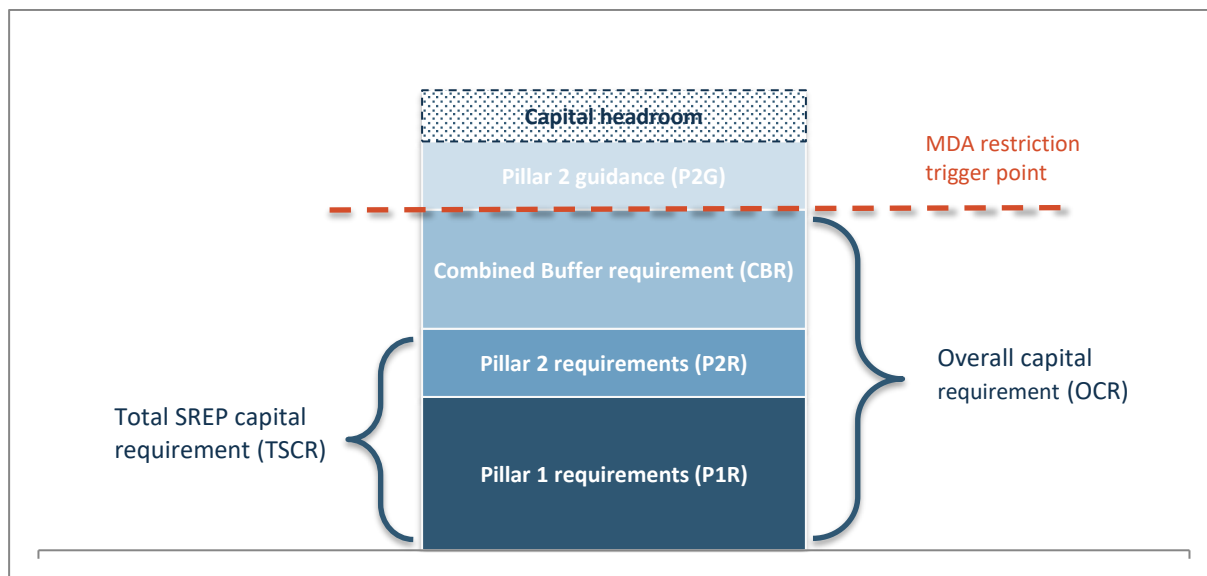 Capital headroom
MDA restriction
trigger point
Pillar 2 guidance (P2G)
Combined Buffer requirement (CBR)
Pillar 2 requirements (P2R)
Overall capital
requirement (OCR)
Total SREP capital
requirement (TSCR)
Pillar 1 requirements (P1R)